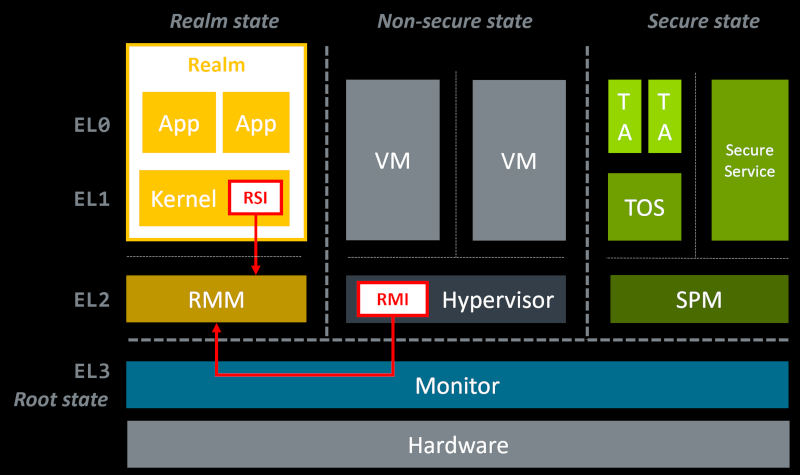 Realm state
Non-secure state
Secure state
Realm
EL0
App
App
VM
VM
T
A
T
A
Secure
Service
EL1
Kernel
RSI
TOS
EL2
RMM
RMI
Hypervisor
SPM
EL3
Root state
Monitor
Hardware